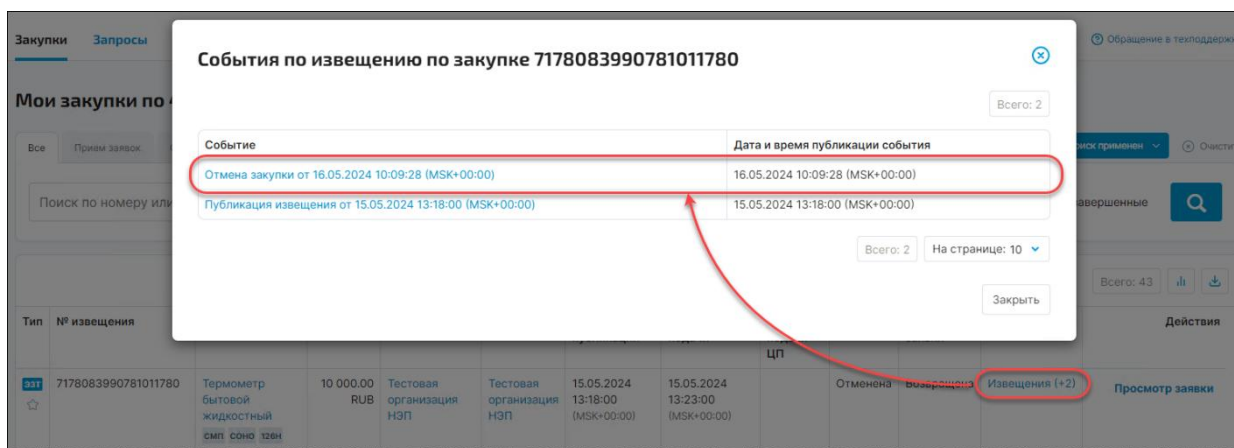 Закупки Запросы
Обращение в техподдержк
События по извещению по закупке 7178083990781011780
Мои закупки по
Всего: 2
Все Прием заявок
Событие Дата и время публикации события
иск применен Очисти
Отмена закупки от 16.05.2024 10:09:28 (MSK+00:00) 16.05.2024 10:09:28 (MSK+00:00)
Поиск по номеру или
Публикация извещения от 15.05.2024 13:18:00 (MSK+00:00) 15.05.2024 13:18:00 (MSK+00:00)
авершенные
Всего: 2 На странице: 10
Всего: 43
Закрыть
Тип № извещения Действия
ЦП
ЭЗТ 7178083990781011780 Термометр 10 000.00 Тестовая Тестовая 15.05.2024 15.05.2024 Отменена Возвращена Извещения (+2) Просмотр заявки
бытовой RUB организация организация 13:18:00 13:23:00
жидкостный НЭП НЭП (MSK+00:00) (MSK+00:00)
СМП СОНО 126Н